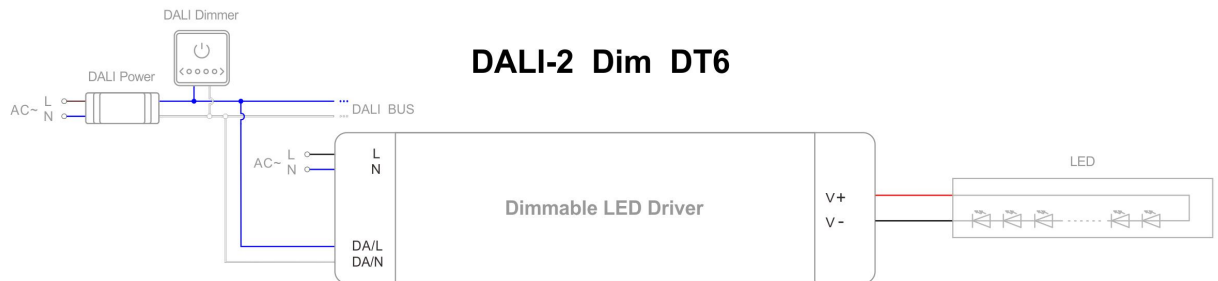 DALI Dimmer
DALI-2 Dim DT6
DALI Power
AC~ L
N
DALI BUS
AC~ L
N
L
N
LED
Dimmable LED Driver
V+
V-
DA/L
DA/N